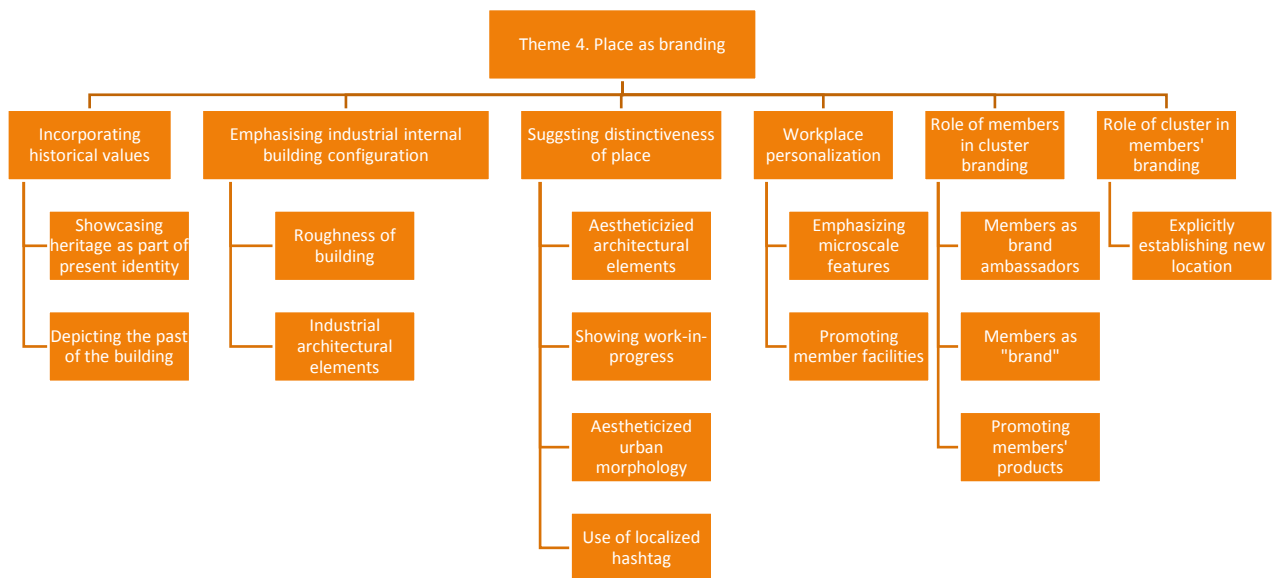 Theme 4. Place as branding
Incorporating
historical values
Showcasing
heritage as part of
present identity
Depicting the past
of the building
Emphasising industrial internal
building configuration
Roughness of
building
Industrial
architectural
elements
Suggsting distinctiveness
of place
Aestheticizied
architectural
elements
Showing work-in-
progress
Aestheticized
urban
morphology
Use of localized
hashtag
Workplace
personalization
Emphasizing
microscale
features
Promoting
member facilities
Role of members
in cluster
branding
Members as
brand
ambassadors
Members as
"brand"
Promoting
members'
products
Role of cluster in
members'
branding
Explicitly
establishing new
location